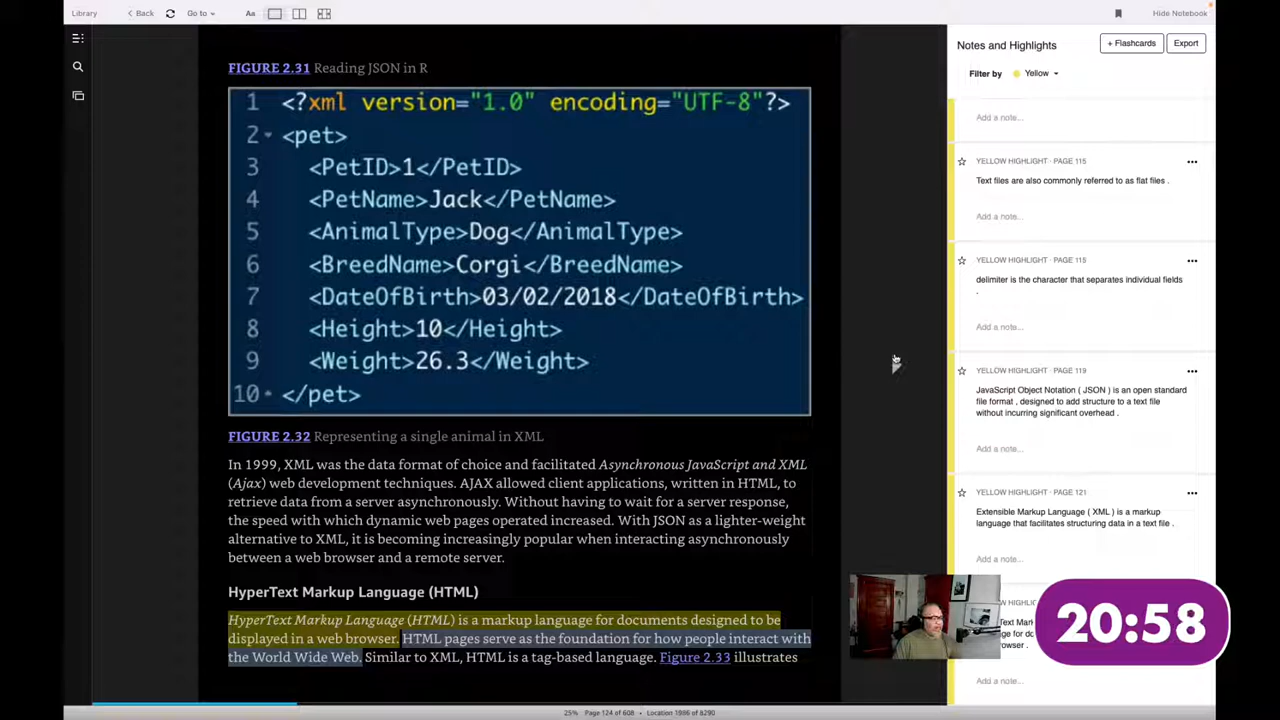 Library
Back
Go to
Aa
Hide Notebook
FIGURE 2.31 Reading JSON in R
1 <?xml version="1.0" encoding="UTF-8"?>
2 <pet>
3 <PetID>1</PetID>
4 <PetName>Jack</PetName>
5 <AnimalType>Dog</AnimalType>
6 <BreedName>Corgi</BreedName>
7 <DateOfBirth>03/02/2018</DateOfBirth>
8 <Height>10</Height>
9 <Weight>26.3</Weight>
10 </pet>
FIGURE 2.32 Representing a single animal in XML
In 1999, XML was the data format of choice and facilitated Asynchronous JavaScript and XML
(Ajax) web development techniques. AJAX allowed client applications, written in HTML, to
retrieve data from a server asynchronously. Without having to wait for a server response,
the speed with which dynamic web pages operated increased. With JSON as a lighter-weight
alternative to XML, it is becoming increasingly popular when interacting asynchronously
between a web browser and a remote server.
HyperText Markup Language (HTML)
HyperText Markup Language (HTML) is a markup language for documents designed to be
displayed in a web browser. HTML pages serve as the foundation for how people interact with
the World Wide Web. Similar to XML, HTML is a tag-based language. Figure 2.33 illustrates
25% Page 124 of 608 • Location 1986 of 8290
Notes and Highlights
+ Flashcards
Export
Filter by
Yellow
Add a note...
YELLOW HIGHLIGHT · PAGE 115
Text files are also commonly referred to as flat files .
Add a note...
YELLOW HIGHLIGHT · PAGE 115
delimiter is the character that separates individual fields
.
Add a note...
YELLOW HIGHLIGHT · PAGE 119
JavaScript Object Notation ( JSON ) is an open standard
file format , designed to add structure to a text file
without incurring significant overhead .
Add a note...
YELLOW HIGHLIGHT · PAGE 121
Extensible Markup Language ( XML ) is a markup
language that facilitates structuring data in a text file .
Add a note...
20:58
Add a note...